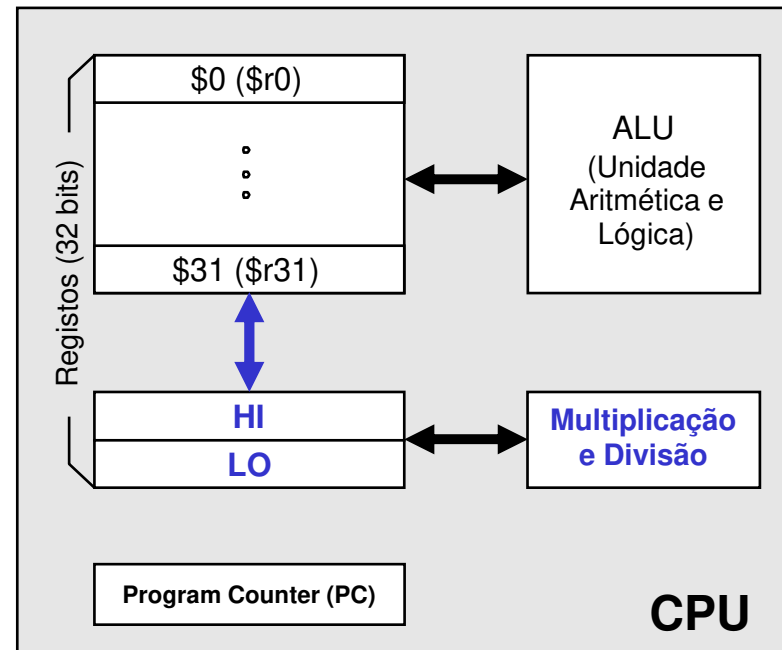 Registos (32 bits)
$0 ($r0)
$31 ($r31)
ALU
(Unidade
Aritmética e
Lógica)
HI
LO
Multiplicação
e Divisão
Program Counter (PC)
CPU